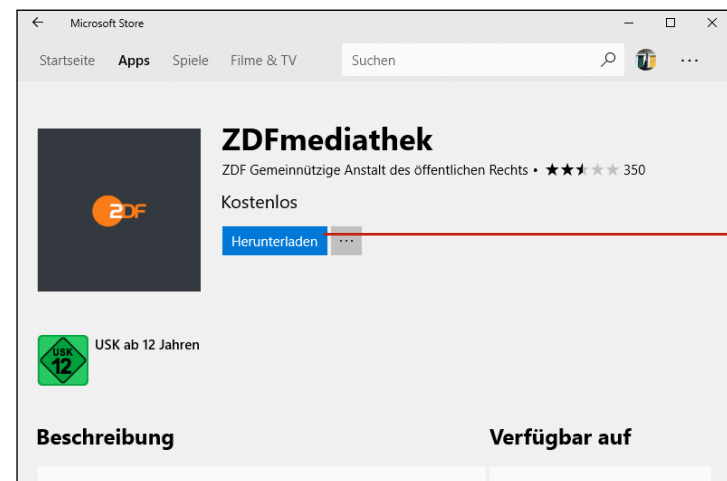 Microsoft Store
Startseite Apps Spiele Filme & TV Suchen
ZDFmediathek
ZDF Gemeinnützige Anstalt des öffentlichen Rechts • ★★★★★ 350
Kostenlos
Herunterladen ...
ZDF
USK ab 12 Jahren
USK
12
Beschreibung Verfügbar auf